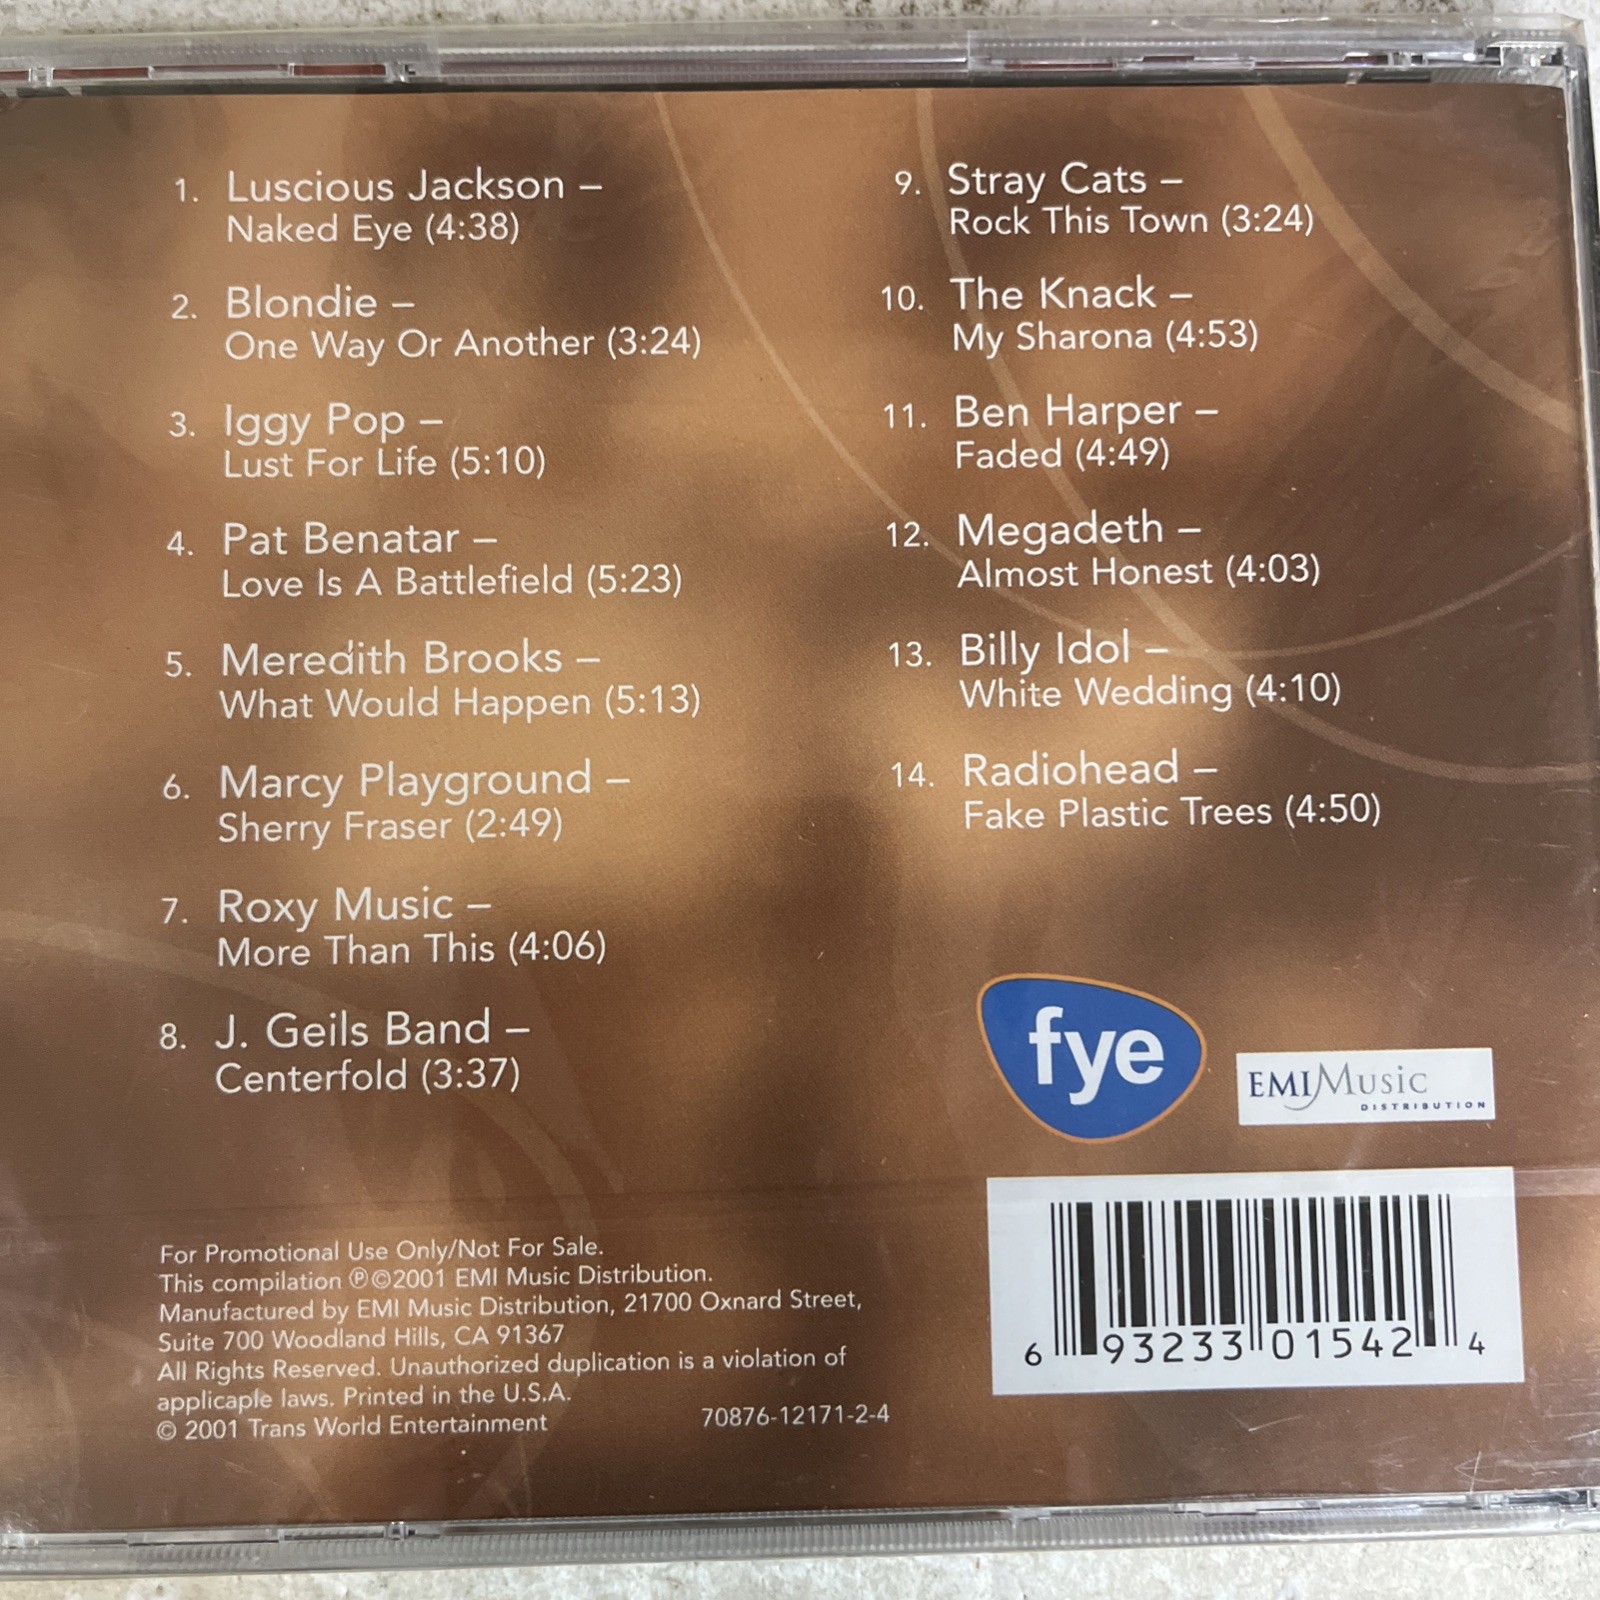 1. Luscious Jackson –
Naked Eye (4:38)
2. Blondie –
One Way Or Another (3:24)
3. Iggy Pop –
Lust For Life (5:10)
4. Pat Benatar –
Love Is A Battlefield (5:23)
5. Meredith Brooks –
What Would Happen (5:13)
6. Marcy Playground –
Sherry Fraser (2:49)
7. Roxy Music –
More Than This (4:06)
8. J. Geils Band –
Centerfold (3:37)
9. Stray Cats –
Rock This Town (3:24)
10. The Knack –
My Sharona (4:53)
11. Ben Harper –
Faded (4:49)
12. Megadeth –
Almost Honest (4:03)
13. Billy Idol –
White Wedding (4:10)
14. Radiohead –
Fake Plastic Trees (4:50)
fye
EMI Music
DISTRIBUTION
For Promotional Use Only/Not For Sale.
This compilation ℗©2001 EMI Music Distribution.
Manufactured by EMI Music Distribution, 21700 Oxnard Street,
Suite 700 Woodland Hills, CA 91367
All Rights Reserved. Unauthorized duplication is a violation of
applicaple laws. Printed in the U.S.A.
© 2001 Trans World Entertainment 70876-12171-2-4
6 93233 01542 4